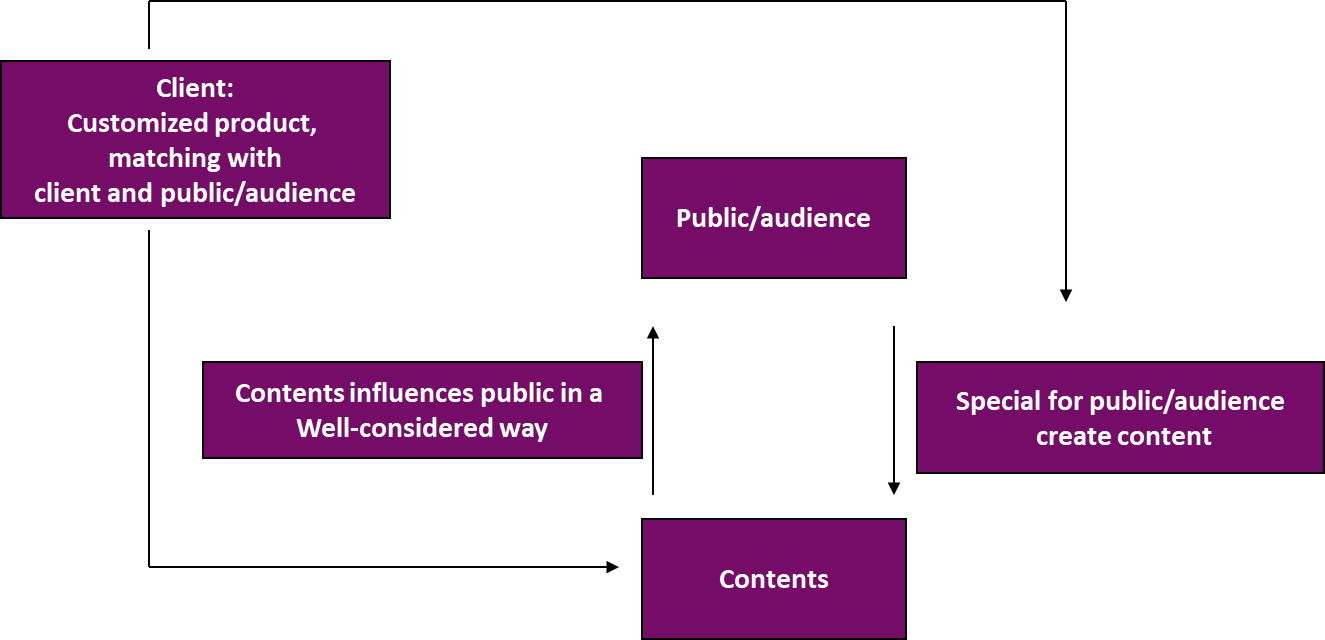 Client:
Customized product,
matching with
client and public/audience
Public/audience
Contents influences public in a
Well-considered way
Special for public/audience
create content
Contents